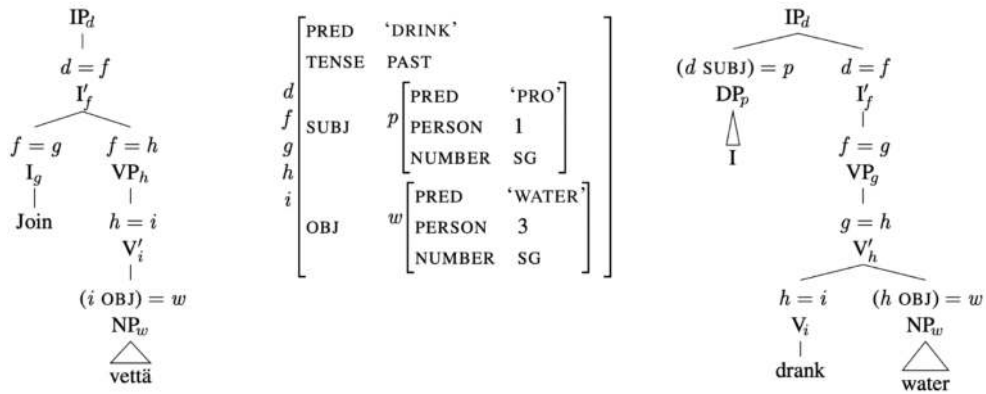 IP_d
d = f
I′_f
f = g f = h
I_g VP_h
Join h = i
V′_i
(i OBJ) = w
NP_w
vettä
d
f
g
h
i
PRED ‘DRINK’
TENSE PAST
SUBJ p
PRED ‘PRO’
PERSON 1
NUMBER SG
OBJ w
PRED ‘WATER’
PERSON 3
NUMBER SG
IP_d
(d SUBJ) = p d = f
DP_p I′_f
I f = g
VP_g
g = h
V′_h
h = i (h OBJ) = w
V_i NP_w
drank water